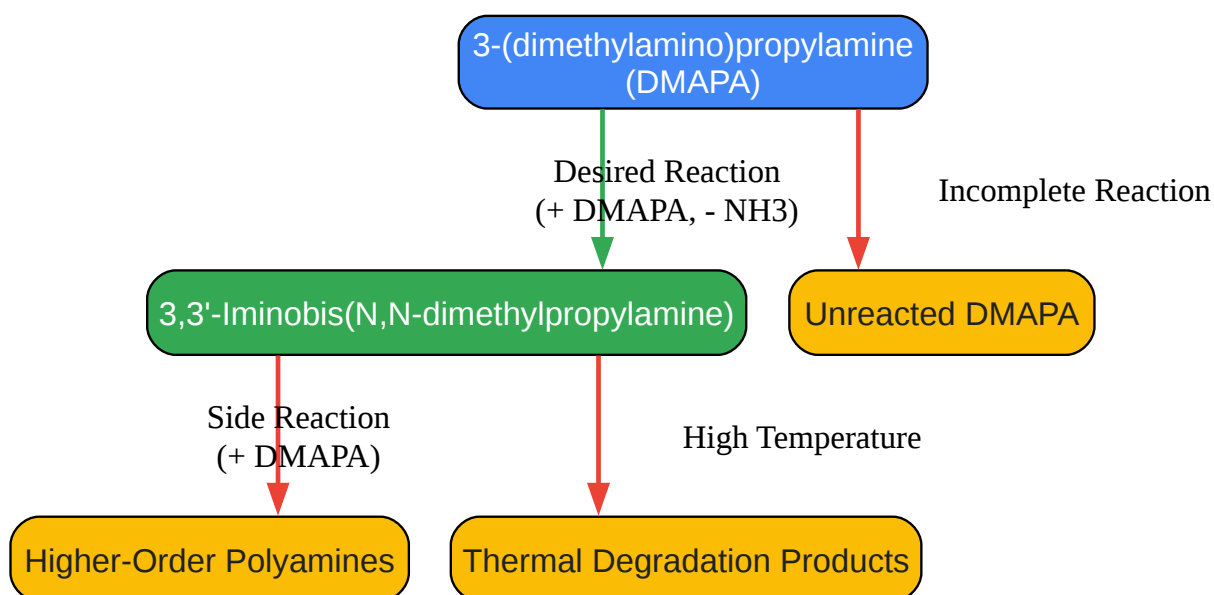 3-(dimethylamino)propylamine
(DMAPA)
Desired Reaction
(+ DMAPA, - NH3)
Incomplete Reaction
3,3'-Iminobis(N,N-dimethylpropylamine)
Unreacted DMAPA
Side Reaction
(+ DMAPA)
High Temperature
Higher-Order Polyamines
Thermal Degradation Products